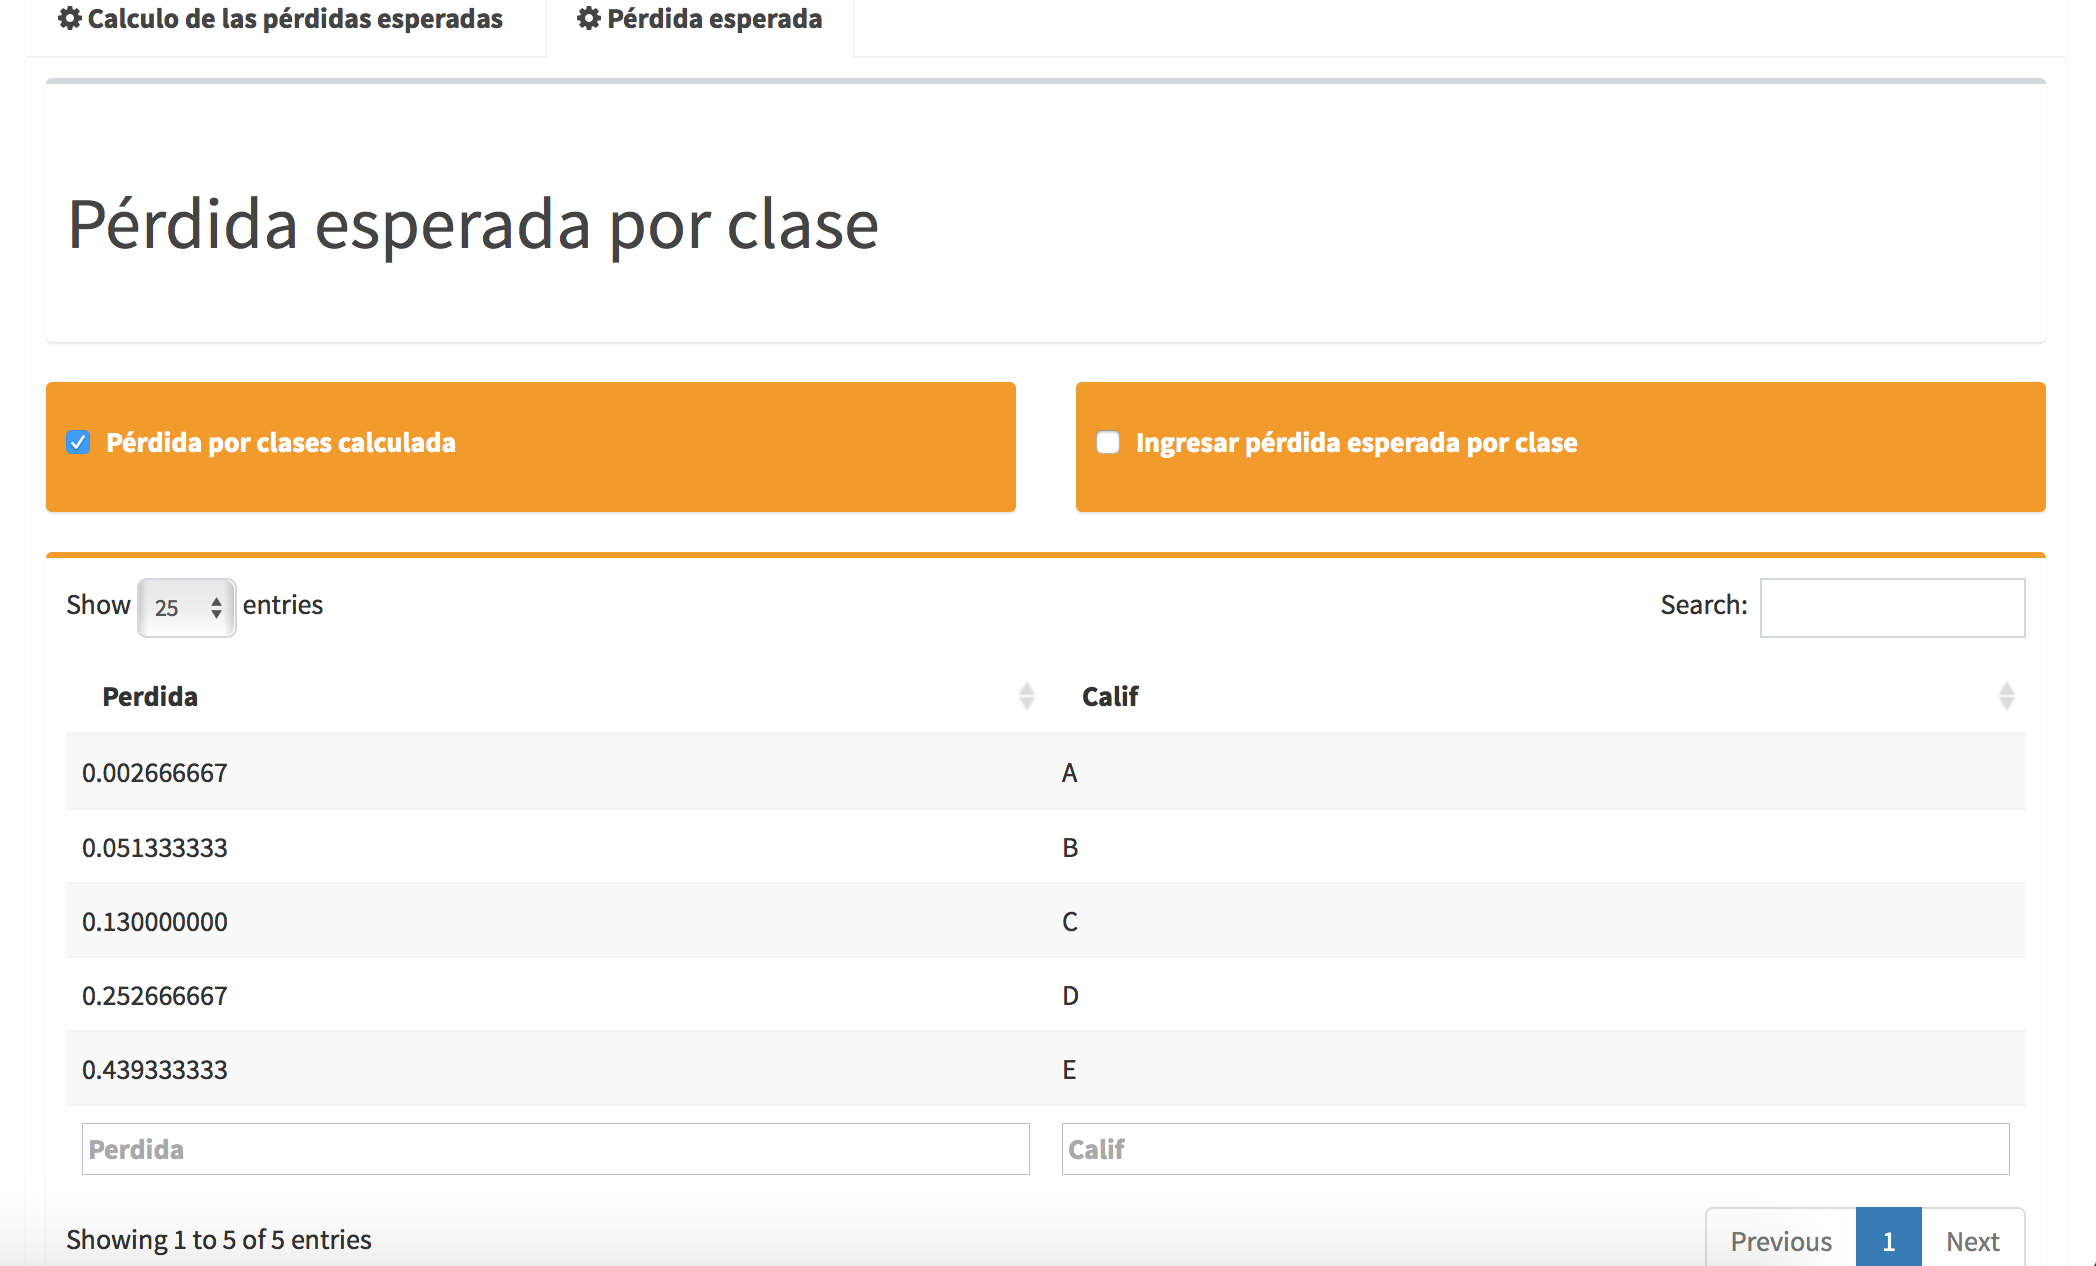 Calculo de las pérdidas esperadas
Pérdida esperada
Pérdida esperada por clase
Pérdida por clases calculada
Ingresar pérdida esperada por clase
Show 25 entries
Search:
Perdida Calif
0.002666667 A
0.051333333 B
0.130000000 C
0.252666667 D
0.439333333 E
Perdida Calif
Showing 1 to 5 of 5 entries
Previous 1 Next